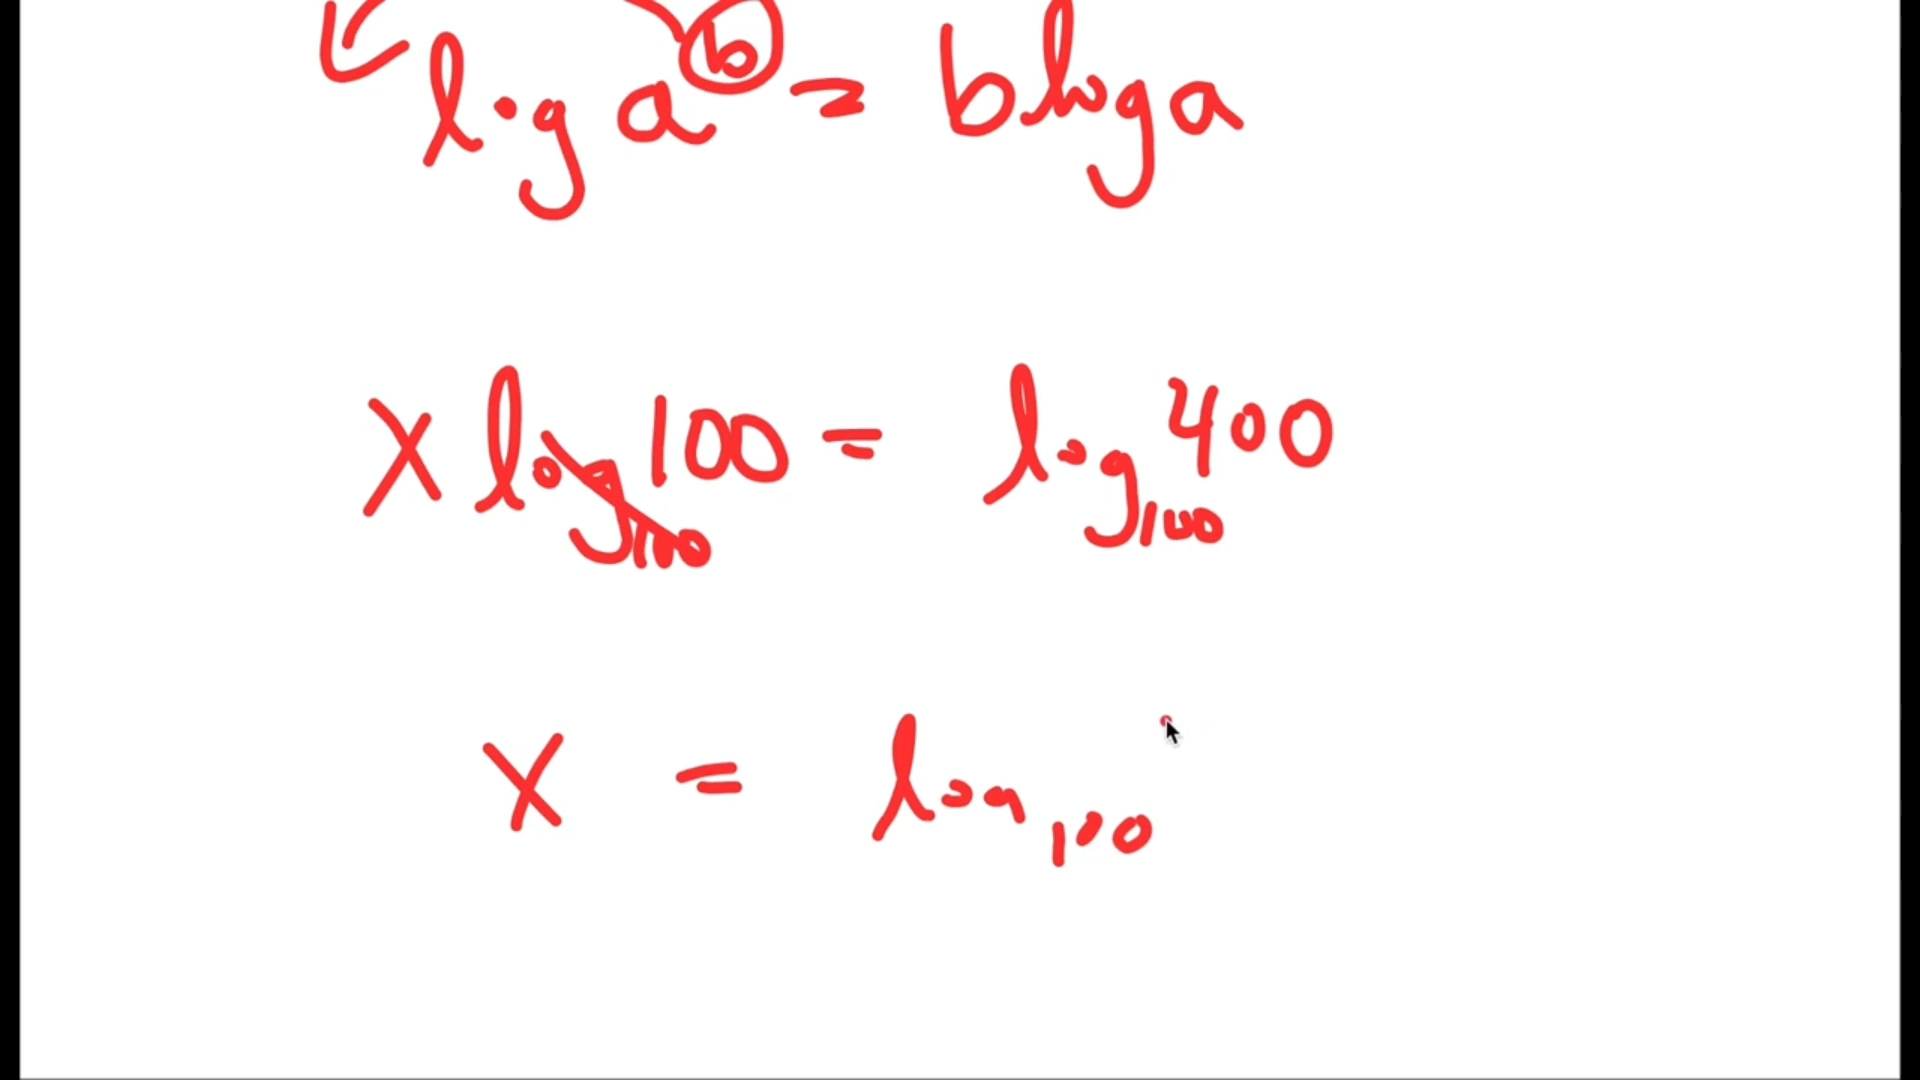 log a^b = b log a
x log_100 100 = log_100 400
x = log_100